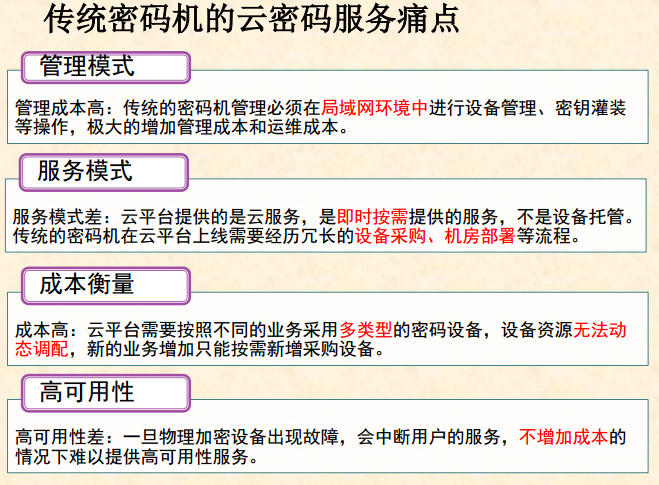 传统密码机的云密码服务痛点
管理模式
管理成本高：传统的密码机管理必须在局域网环境中进行设备管理、密钥灌装
等操作，极大的增加管理成本和运维成本。
服务模式
服务模式差：云平台提供的是云服务，是即时按需提供的服务，不是设备托管。
传统的密码机在云平台上线需要经历冗长的设备采购、机房部署等流程。
成本衡量
成本高：云平台需要按照不同的业务采用多类型的密码设备，设备资源无法动
态调配，新的业务增加只能按需新增采购设备。
高可用性
高可用性差：一旦物理加密设备出现故障，会中断用户的服务，不增加成本的
情况下难以提供高可用性服务。